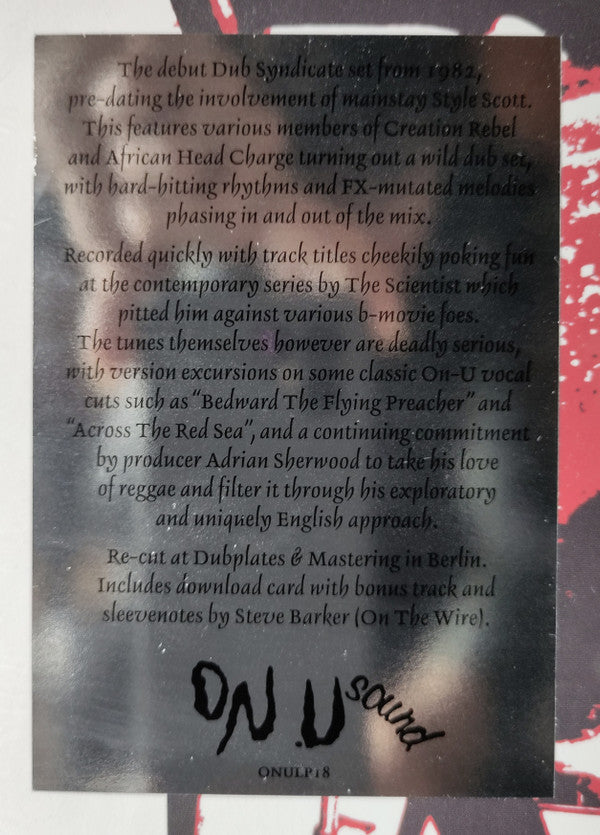 The debut Dub Syndicate set from 1982,
pre-dating the involvement of mainstay Style Scott.
This features various members of Creation Rebel
and African Head Charge turning out a wild dub set,
with hard-hitting rhythms and FX-mutated melodies
phasing in and out of the mix.
Recorded quickly with track titles cheekily poking fun
at the contemporary series by The Scientist which
pitted him against various b-movie foes.
The tunes themselves however are deadly serious,
with version excursions on some classic On-U vocal
cuts such as “Bedward The Flying Preacher” and
“Across The Red Sea”, and a continuing commitment
by producer Adrian Sherwood to take his love
of reggae and filter it through his exploratory
and uniquely English approach.
Re-cut at Dubplates & Mastering in Berlin.
Includes download card with bonus track and
sleevenotes by Steve Barker (On The Wire).
ON.U sound
ONULP18